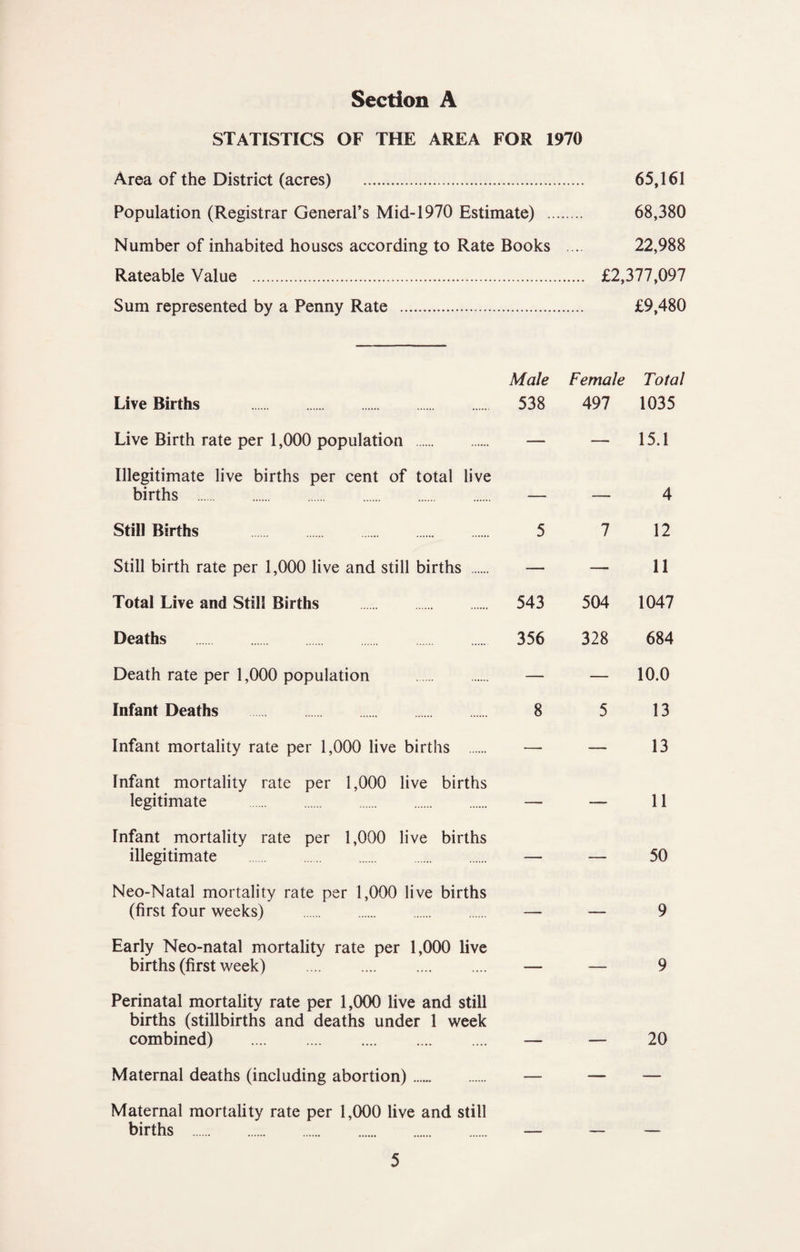 Section A
STATISTICS OF THE AREA FOR 1970
Area of the District (acres) ........ 65,161
Population (Registrar General's Mid-1970 Estimate) ........ 68,380
Number of inhabited houses according to Rate Books .... 22,988
Rateable Value ........ £2,377,097
Sum represented by a Penny Rate ........ £9,480
Male Female Total
Live Births ...... ...... ...... ...... ...... 538 497 1035
Live Birth rate per 1,000 population ...... ...... — — 15.1
Illegitimate live births per cent of total live
births ...... ...... ...... ...... ...... ...... — — 4
Still Births ...... ...... ...... ...... ...... 5 7 12
Still birth rate per 1,000 live and still births ...... — — 11
Total Live and Still Births ...... ...... ...... 543 504 1047
Deaths ...... ...... ...... ...... ...... ...... 356 328 684
Death rate per 1,000 population ...... ...... — — 10.0
Infant Deaths ...... ...... ...... ...... ...... 8 5 13
Infant mortality rate per 1,000 live births ...... — — 13
Infant mortality rate per 1,000 live births
legitimate ...... ...... ...... ...... ...... — — 11
Infant mortality rate per 1,000 live births
illegitimate ...... ...... ...... ...... ...... — — 50
Neo-Natal mortality rate per 1,000 live births
(first four weeks) ...... ...... ...... ...... — — 9
Early Neo-natal mortality rate per 1,000 live
births (first week) .... .... .... .... — — 9
Perinatal mortality rate per 1,000 live and still
births (stillbirths and deaths under 1 week
combined) .... .... .... .... .... — — 20
Maternal deaths (including abortion) ...... ...... — — —
Maternal mortality rate per 1,000 live and still
births ...... ...... ...... ...... ...... ...... — — —
5